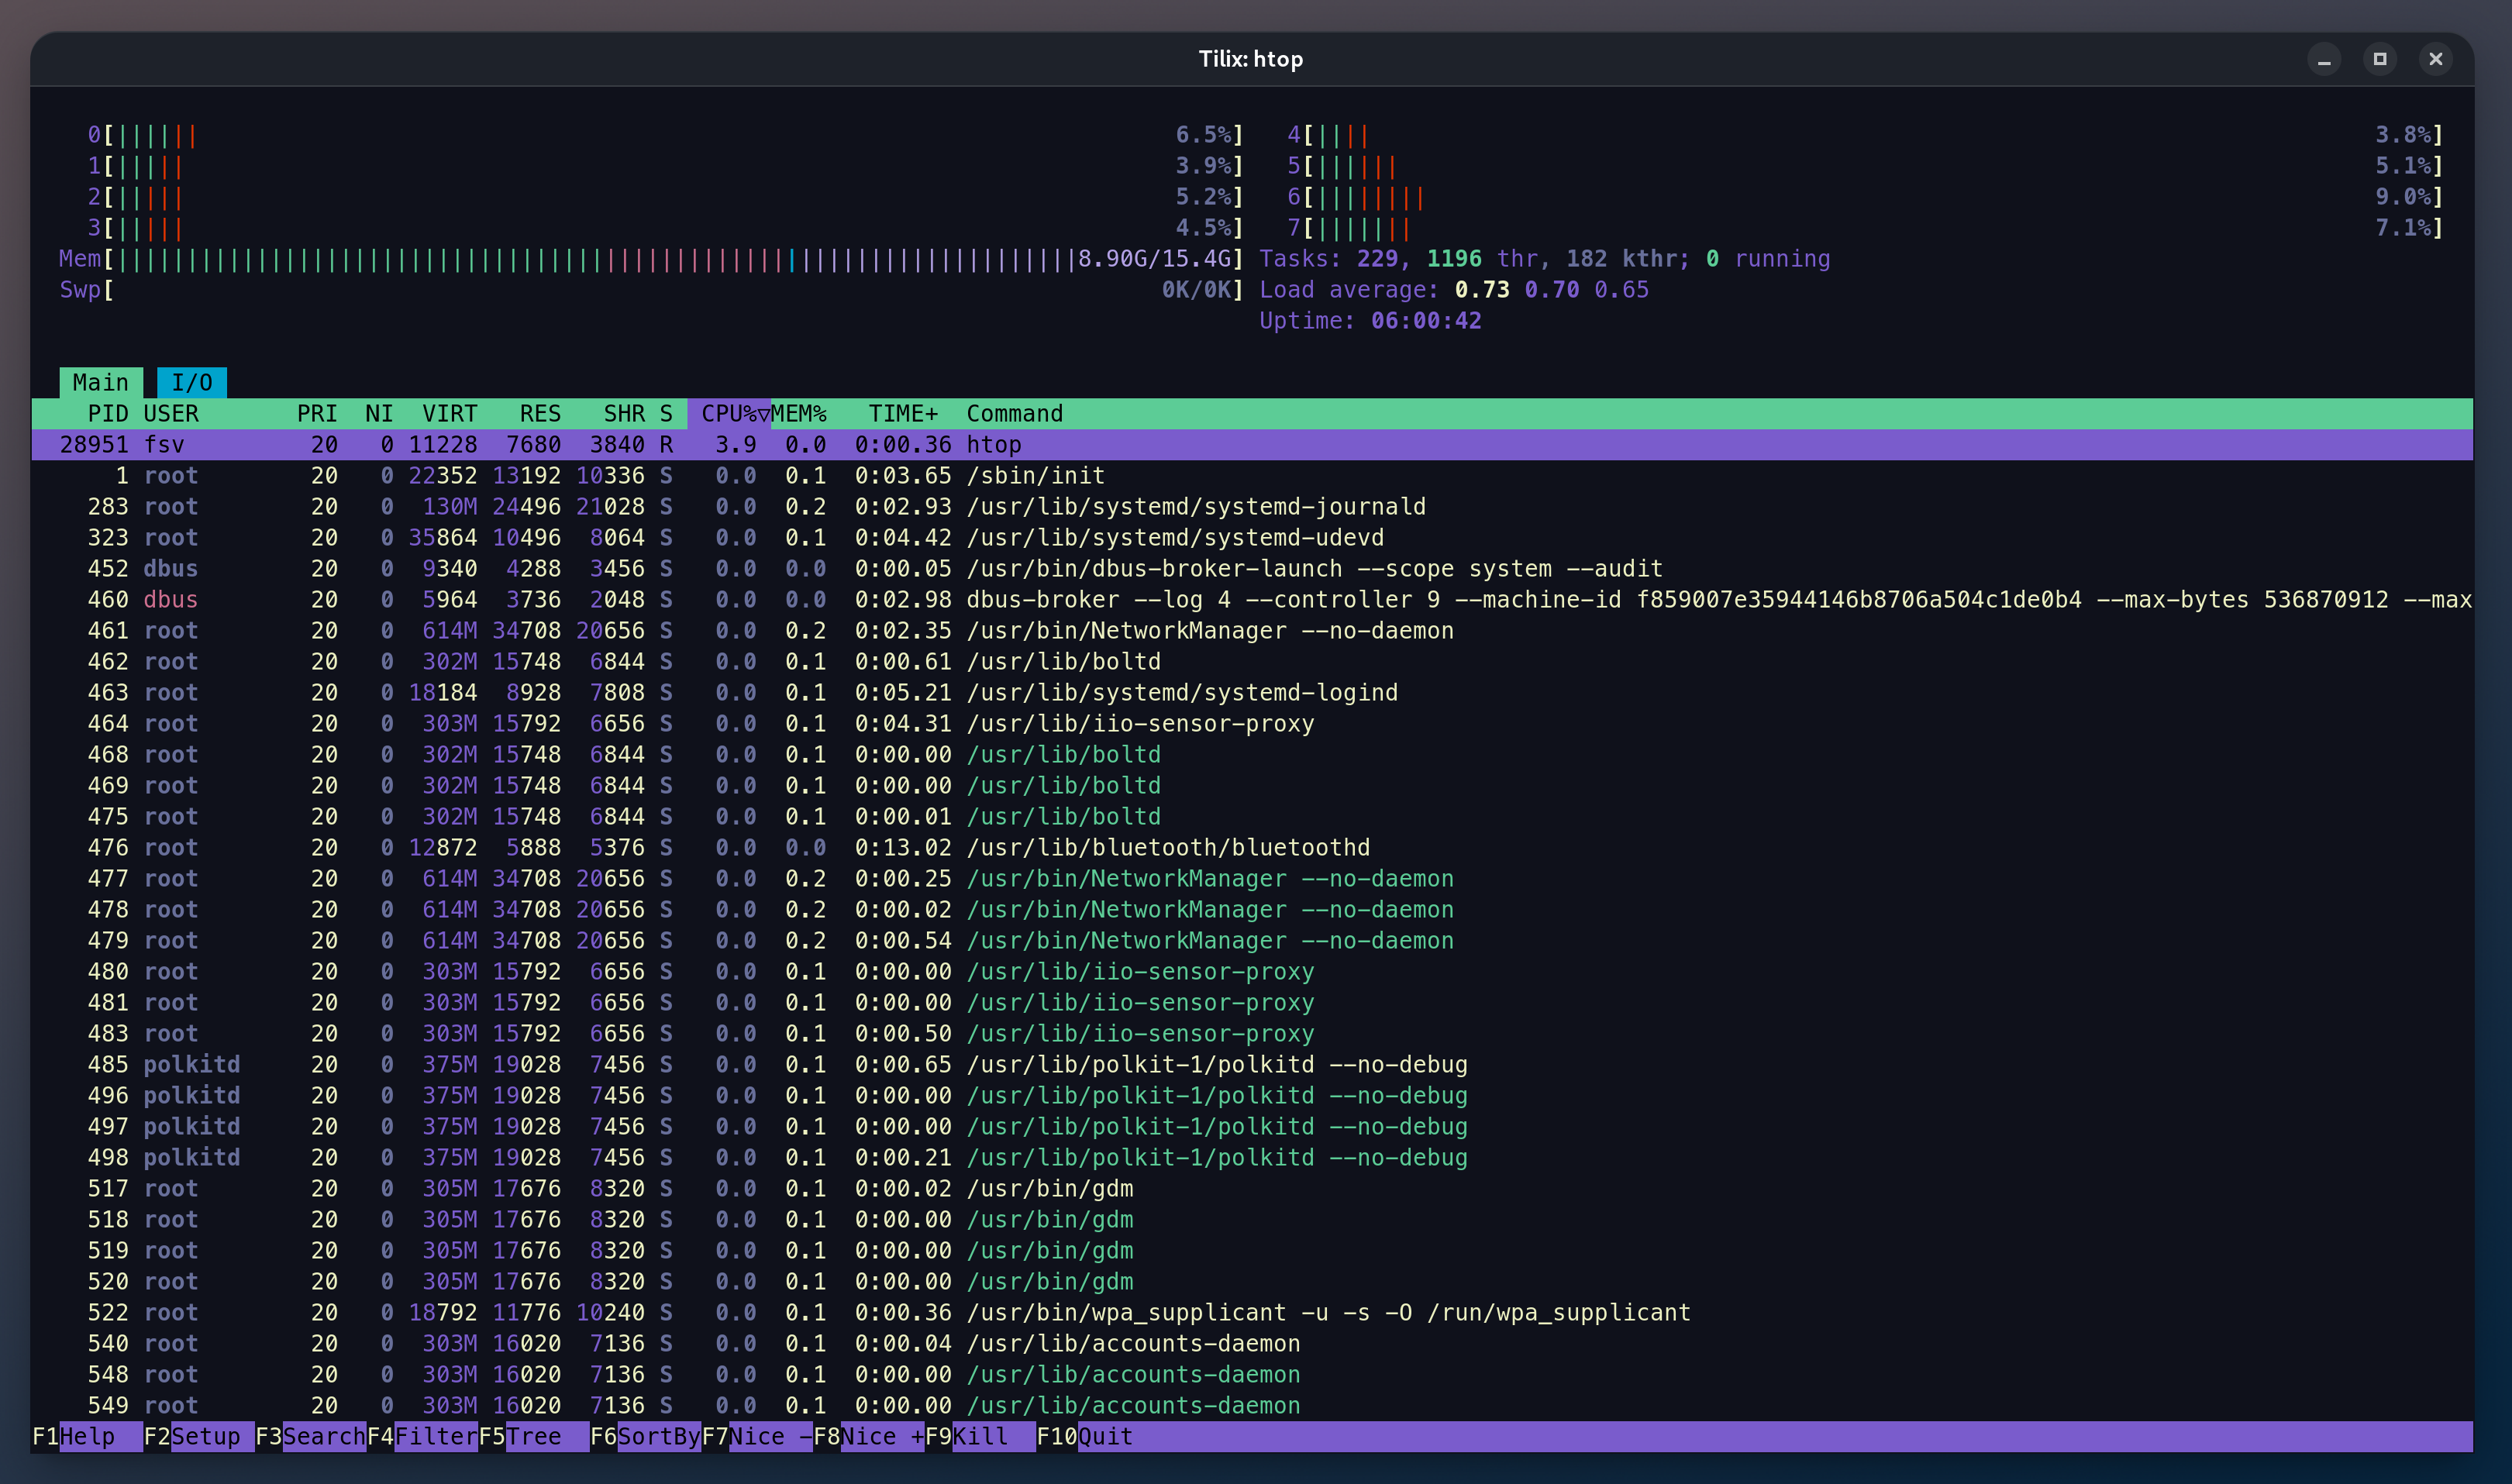 Tilix: htop
0[|||||| 6.5%] 4[|||| 3.8%]
1[||||| 3.9%] 5[|||||| 5.1%]
2[||||| 5.2%] 6[|||||||| 9.0%]
3[||||| 4.5%] 7[||||||| 7.1%]
Mem[|||||||||||||||||||||||||||||||||||||||||||||||||||||||||||||||||||||8.90G/15.4G] Tasks: 229, 1196 thr, 182 kthr; 0 running
Swp[ 0K/0K] Load average: 0.73 0.70 0.65
Uptime: 06:00:42
Main I/O
PID USER PRI NI VIRT RES SHR S CPU%▽MEM% TIME+ Command
28951 fsv 20 0 11228 7680 3840 R 3.9 0.0 0:00.36 htop
1 root 20 0 22352 13192 10336 S 0.0 0.1 0:03.65 /sbin/init
283 root 20 0 130M 24496 21028 S 0.0 0.2 0:02.93 /usr/lib/systemd/systemd-journald
323 root 20 0 35864 10496 8064 S 0.0 0.1 0:04.42 /usr/lib/systemd/systemd-udevd
452 dbus 20 0 9340 4288 3456 S 0.0 0.0 0:00.05 /usr/bin/dbus-broker-launch --scope system --audit
460 dbus 20 0 5964 3736 2048 S 0.0 0.0 0:02.98 dbus-broker --log 4 --controller 9 --machine-id f859007e35944146b8706a504c1de0b4 --max-bytes 536870912 --max
461 root 20 0 614M 34708 20656 S 0.0 0.2 0:02.35 /usr/bin/NetworkManager --no-daemon
462 root 20 0 302M 15748 6844 S 0.0 0.1 0:00.61 /usr/lib/boltd
463 root 20 0 18184 8928 7808 S 0.0 0.1 0:05.21 /usr/lib/systemd/systemd-logind
464 root 20 0 303M 15792 6656 S 0.0 0.1 0:04.31 /usr/lib/iio-sensor-proxy
468 root 20 0 302M 15748 6844 S 0.0 0.1 0:00.00 /usr/lib/boltd
469 root 20 0 302M 15748 6844 S 0.0 0.1 0:00.00 /usr/lib/boltd
475 root 20 0 302M 15748 6844 S 0.0 0.1 0:00.01 /usr/lib/boltd
476 root 20 0 12872 5888 5376 S 0.0 0.0 0:13.02 /usr/lib/bluetooth/bluetoothd
477 root 20 0 614M 34708 20656 S 0.0 0.2 0:00.25 /usr/bin/NetworkManager --no-daemon
478 root 20 0 614M 34708 20656 S 0.0 0.2 0:00.02 /usr/bin/NetworkManager --no-daemon
479 root 20 0 614M 34708 20656 S 0.0 0.2 0:00.54 /usr/bin/NetworkManager --no-daemon
480 root 20 0 303M 15792 6656 S 0.0 0.1 0:00.00 /usr/lib/iio-sensor-proxy
481 root 20 0 303M 15792 6656 S 0.0 0.1 0:00.00 /usr/lib/iio-sensor-proxy
483 root 20 0 303M 15792 6656 S 0.0 0.1 0:00.50 /usr/lib/iio-sensor-proxy
485 polkitd 20 0 375M 19028 7456 S 0.0 0.1 0:00.65 /usr/lib/polkit-1/polkitd --no-debug
496 polkitd 20 0 375M 19028 7456 S 0.0 0.1 0:00.00 /usr/lib/polkit-1/polkitd --no-debug
497 polkitd 20 0 375M 19028 7456 S 0.0 0.1 0:00.00 /usr/lib/polkit-1/polkitd --no-debug
498 polkitd 20 0 375M 19028 7456 S 0.0 0.1 0:00.21 /usr/lib/polkit-1/polkitd --no-debug
517 root 20 0 305M 17676 8320 S 0.0 0.1 0:00.02 /usr/bin/gdm
518 root 20 0 305M 17676 8320 S 0.0 0.1 0:00.00 /usr/bin/gdm
519 root 20 0 305M 17676 8320 S 0.0 0.1 0:00.00 /usr/bin/gdm
520 root 20 0 305M 17676 8320 S 0.0 0.1 0:00.00 /usr/bin/gdm
522 root 20 0 18792 11776 10240 S 0.0 0.1 0:00.36 /usr/bin/wpa_supplicant -u -s -O /run/wpa_supplicant
540 root 20 0 303M 16020 7136 S 0.0 0.1 0:00.04 /usr/lib/accounts-daemon
548 root 20 0 303M 16020 7136 S 0.0 0.1 0:00.00 /usr/lib/accounts-daemon
549 root 20 0 303M 16020 7136 S 0.0 0.1 0:00.00 /usr/lib/accounts-daemon
F1Help F2Setup F3SearchF4FilterF5Tree F6SortByF7Nice -F8Nice +F9Kill F10Quit